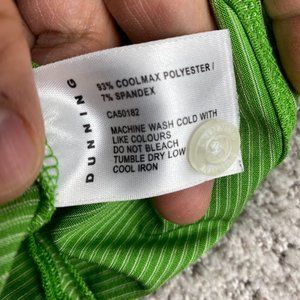 DUNNING
93% COOLMAX POLYESTER /
7% SPANDEX
CA50182
MACHINE WASH COLD WITH
LIKE COLOURS
DO NOT BLEACH
TUMBLE DRY LOW
COOL IRON